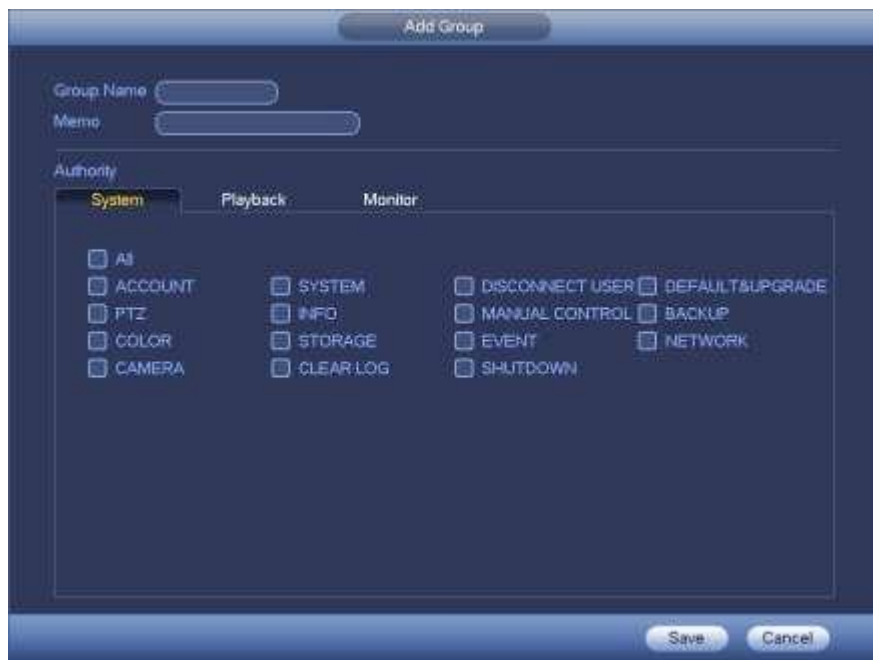 Add Group
Group Name
Memo
Authority
System Playback Monitor
All
ACCOUNT SYSTEM DISCONNECT USER DEFAULT&UPGRADE
PTZ INFO MANUAL CONTROL BACKUP
COLOR STORAGE EVENT NETWORK
CAMERA CLEAR LOG SHUTDOWN
Save Cancel